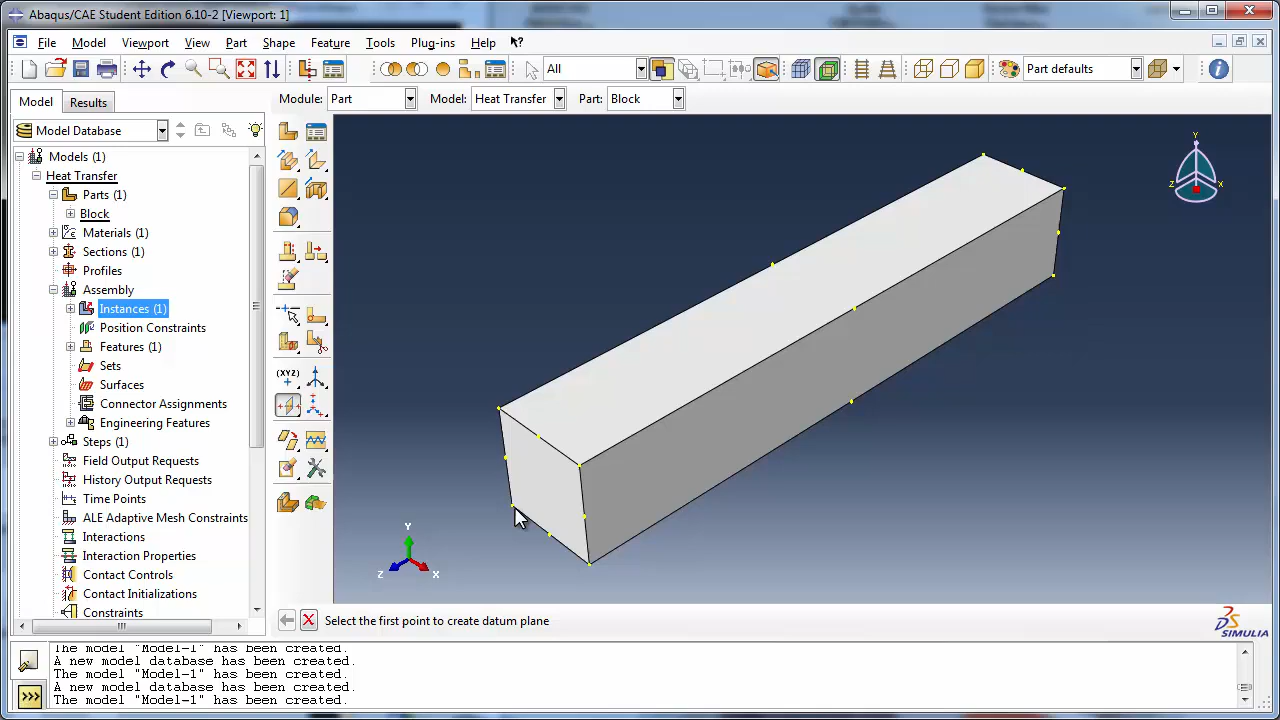 Abaqus/CAE Student Edition 6.10-2 [Viewport: 1]
File Model Viewport View Part Shape Feature Tools Plug-ins Help
All Part defaults
Model Results Module: Part Model: Heat Transfer Part: Block
Model Database
Models (1)
Heat Transfer
Parts (1)
Block
Materials (1)
Sections (1)
Profiles
Assembly
Instances (1)
Position Constraints
Features (1)
Sets
Surfaces
Connector Assignments
Engineering Features
Steps (1)
Field Output Requests
History Output Requests
Time Points
ALE Adaptive Mesh Constraints
Interactions
Interaction Properties
Contact Controls
Contact Initializations
Constraints
(XYZ)
Y
Z X
Y
Z X
Select the first point to create datum plane
SIMULIA
The model "Model-1" has been created.
A new model database has been created.
The model "Model-1" has been created.
A new model database has been created.
The model "Model-1" has been created.